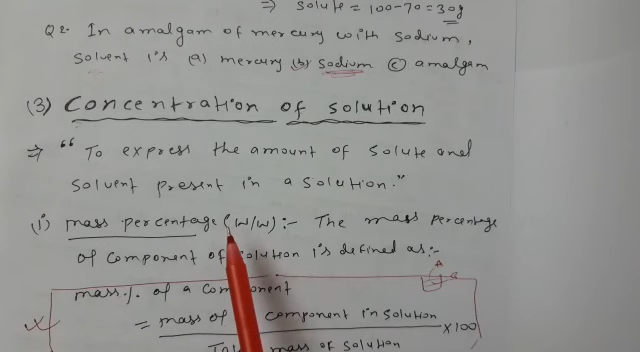 ⇒ solute = 100-70 = 30g
Q2. In amalgam of mercury with sodium,
solvent is (a) mercury (b) sodium (c) amalgam
(3) Concentration of solution
⇒ "To express the amount of solute and
solvent present in a solution."
(i) mass percentage (w/w) :- The mass percentage
of component of solution is defined as:-
A
mass % of a component
= mass of component in solution × 100
mass of solution